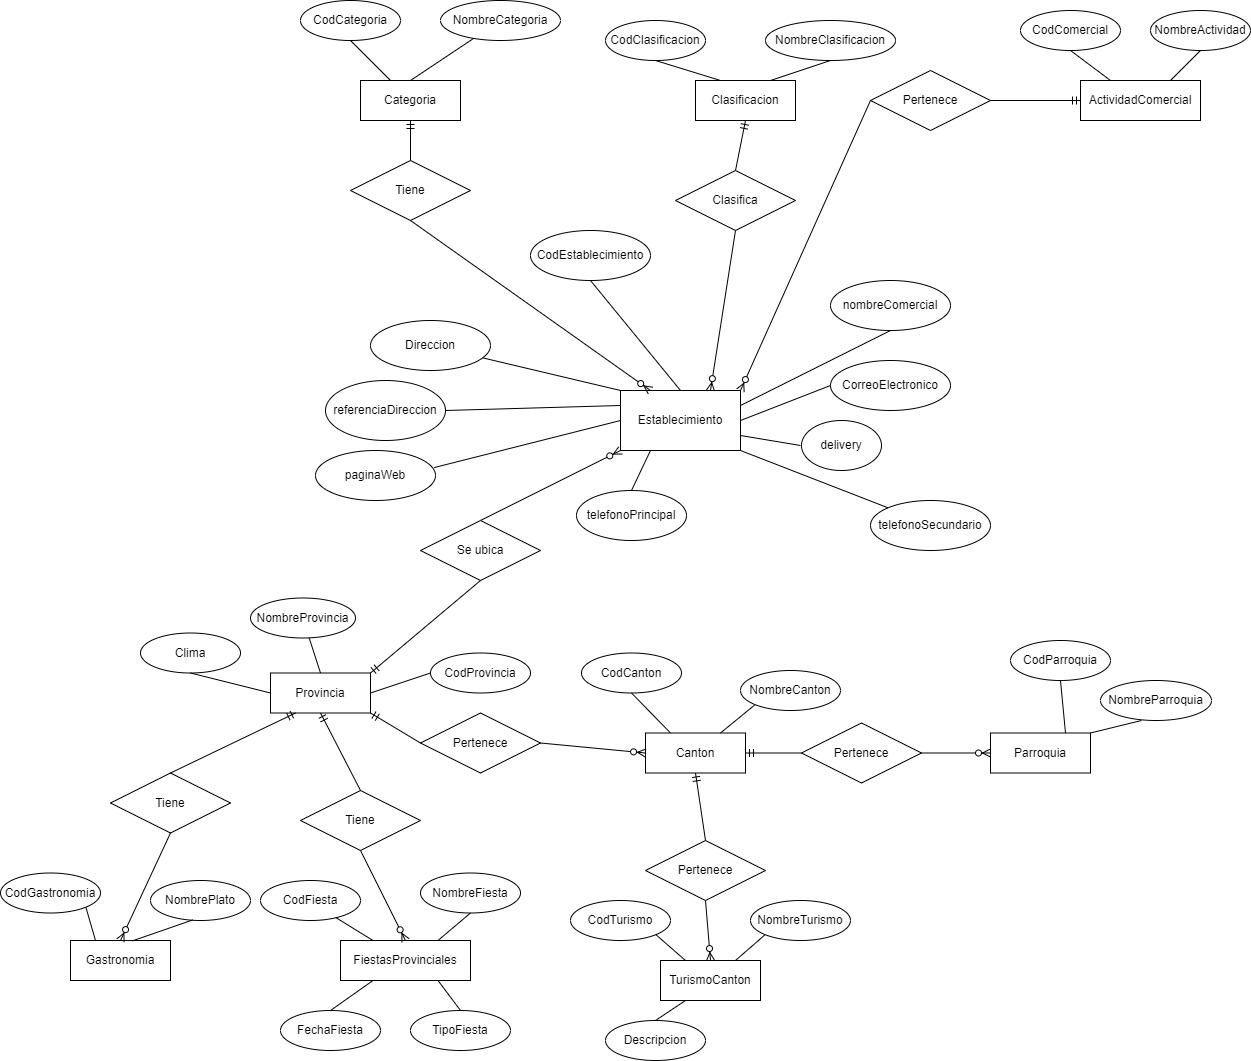 CodCategoria
NombreCategoria
CodClasificacion
NombreClasificacion
CodComercial
NombreActividad
Categoria
Clasificacion
Pertenece
ActividadComercial
Tiene
Clasifica
CodEstablecimiento
nombreComercial
Direccion
CorreoElectronico
referenciaDireccion
Establecimiento
delivery
paginaWeb
telefonoPrincipal
telefonoSecundario
Se ubica
NombreProvincia
Clima
CodProvincia
CodCanton
NombreCanton
CodParroquia
NombreParroquia
Provincia
Pertenece
Canton
Pertenece
Parroquia
Tiene
Tiene
Pertenece
CodGastronomia
NombrePlato
CodFiesta
NombreFiesta
CodTurismo
NombreTurismo
Gastronomia
FiestasProvinciales
TurismoCanton
FechaFiesta
TipoFiesta
Descripcion